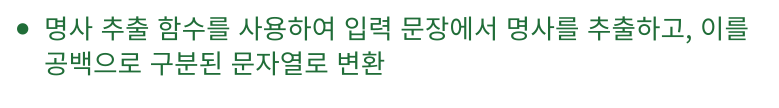 ● 명사 추출 함수를 사용하여 입력 문장에서 명사를 추출하고, 이를
공백으로 구분된 문자열로 변환